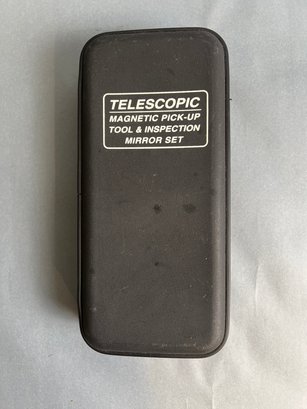 TELESCOPIC
MAGNETIC PICK-UP
TOOL & INSPECTION
MIRROR SET